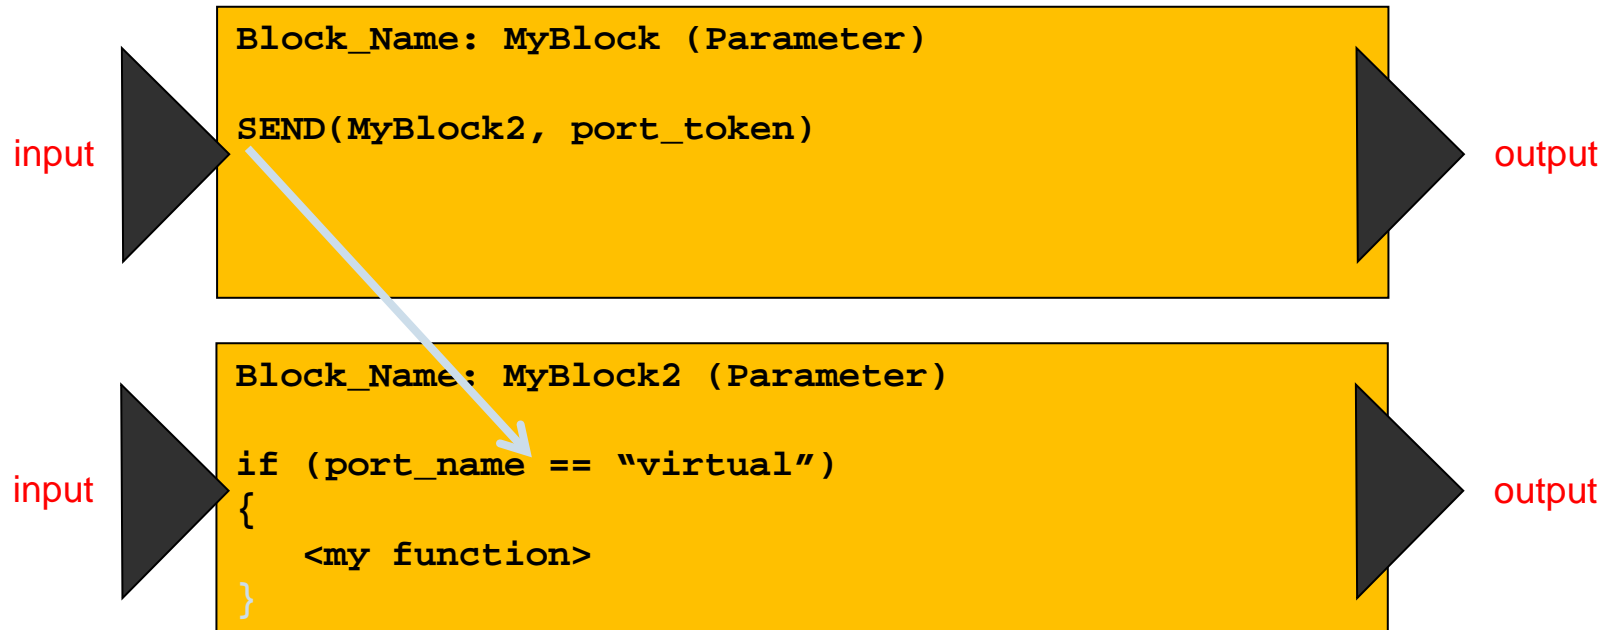 Block_Name: MyBlock (Parameter)
SEND(MyBlock2, port_token)
input
output
Block_Name: MyBlock2 (Parameter)
if (port_name == “virtual”)
{
input
output
<my function>
}